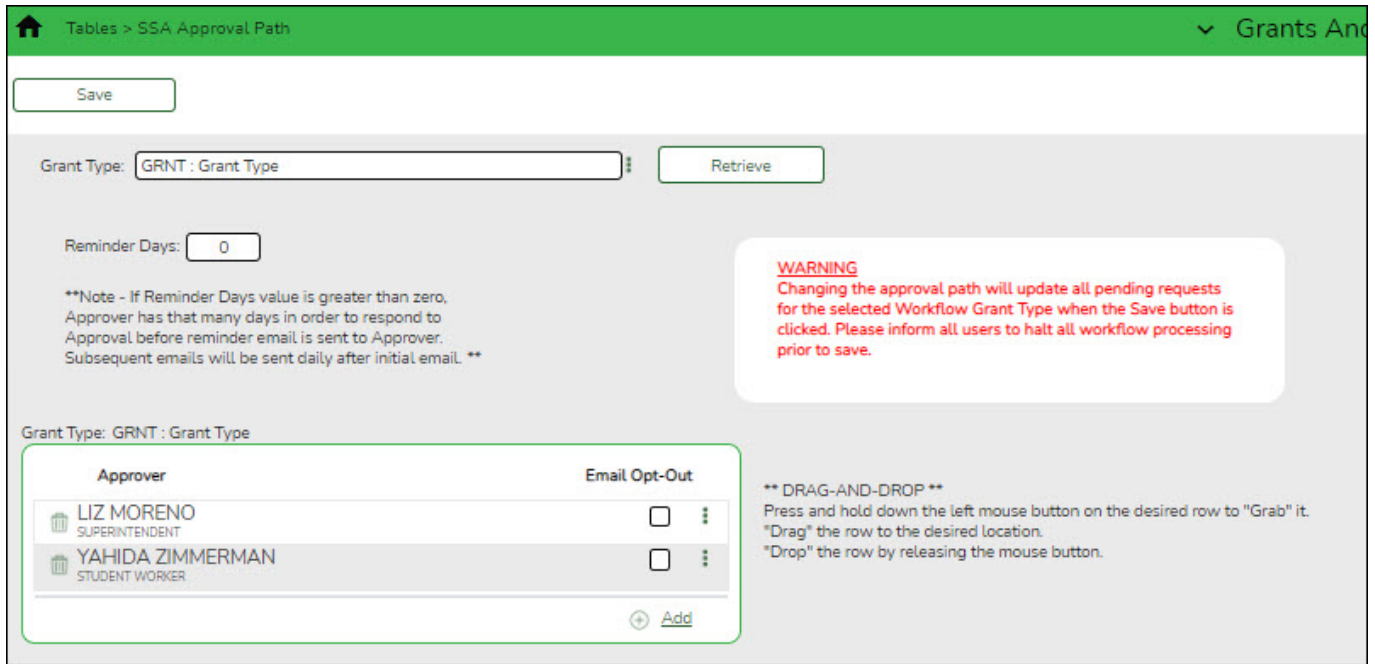 Tables > SSA Approval Path
Grants And
Save
Grant Type: GRNT : Grant Type
Retrieve
Reminder Days: 0
**Note - If Reminder Days value is greater than zero,
Approver has that many days in order to respond to
Approval before reminder email is sent to Approver.
Subsequent emails will be sent daily after initial email. **
WARNING
Changing the approval path will update all pending requests
for the selected Workflow Grant Type when the Save button is
clicked. Please inform all users to halt all workflow processing
prior to save.
Grant Type: GRNT : Grant Type
Approver Email Opt-Out
LIZ MORENO
SUPERINTENDENT
YAHIDA ZIMMERMAN
STUDENT WORKER
Add
** DRAG-AND-DROP **
Press and hold down the left mouse button on the desired row to "Grab" it.
"Drag" the row to the desired location.
"Drop" the row by releasing the mouse button.